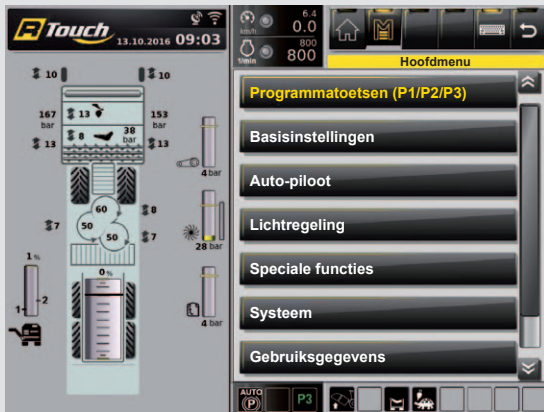 R Touch
13.10.2016 09:03
10
10
167
bar
13
153
bar
8
38
bar
13
13
4 bar
60
50
50
8
7
7
28 bar
1 %
0 %
1
2
4 bar
6.4
km/h
0.0
800
1/min
800
Hoofdmenu
Programmatoetsen (P1/P2/P3)
Basisinstellingen
Auto-piloot
Lichtregeling
Speciale functies
Systeem
Gebruiksgegevens
AUTO
P
P3